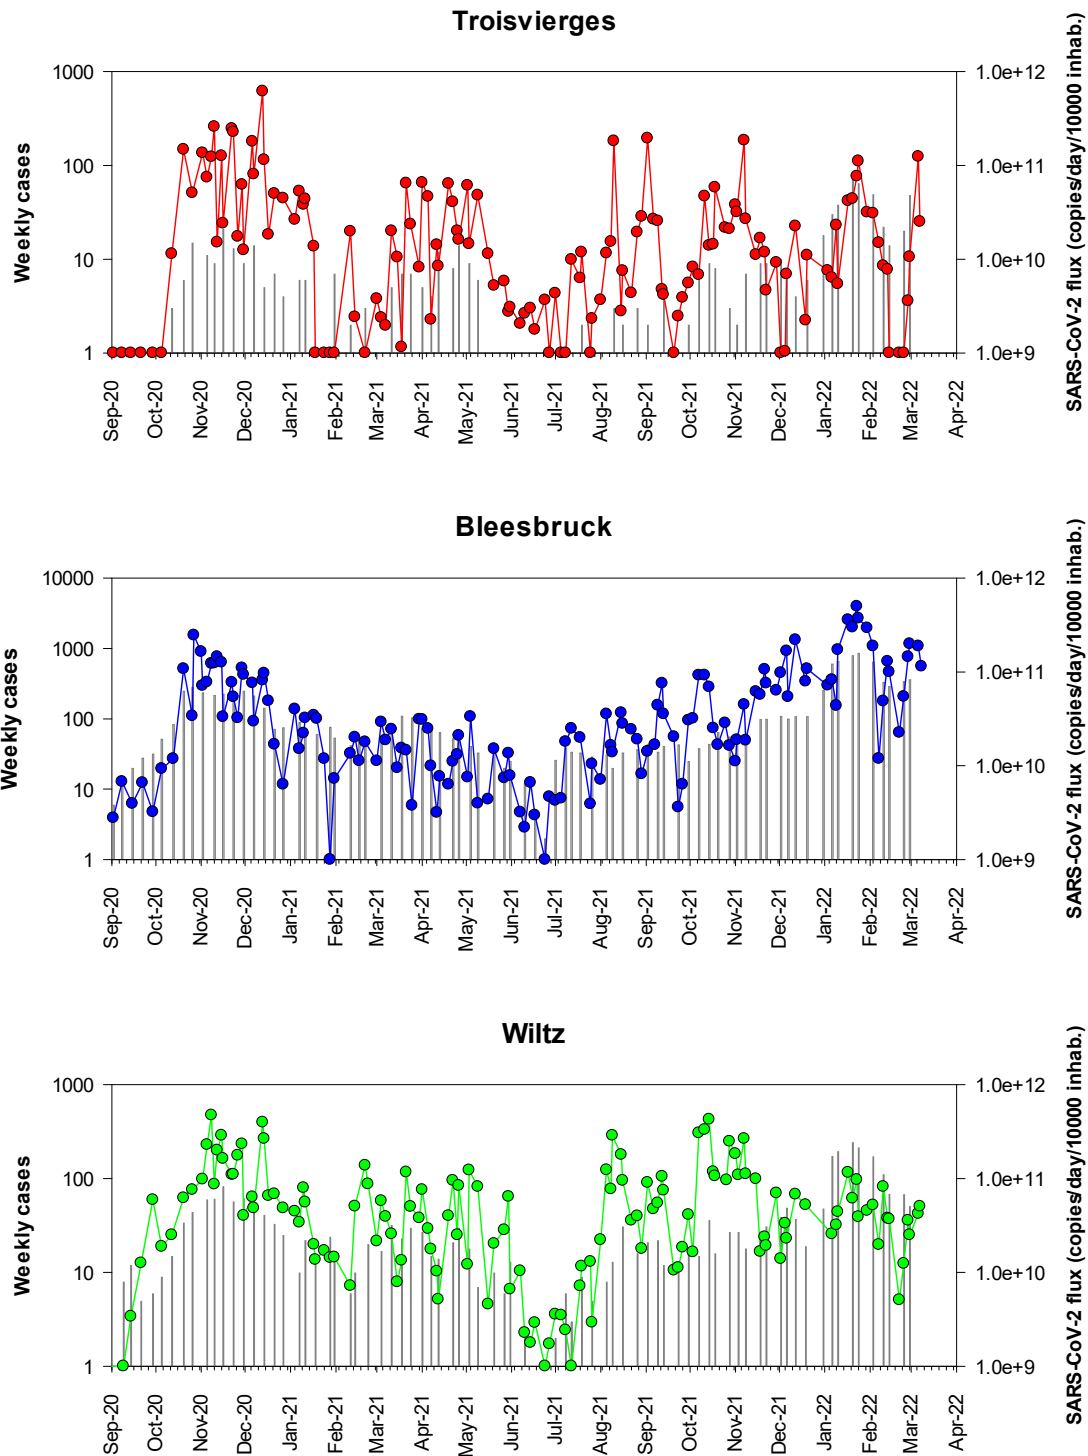 Troisvierges
Weekly cases
SARS-CoV-2 flux (copies/day/10000 inhab.)
1000
100
10
1
1.0e+12
1.0e+11
1.0e+10
1.0e+9
Sep-20
Oct-20
Nov-20
Dec-20
Jan-21
Feb-21
Mar-21
Apr-21
May-21
Jun-21
Jul-21
Aug-21
Sep-21
Oct-21
Nov-21
Dec-21
Jan-22
Feb-22
Mar-22
Apr-22
Bleesbruck
Weekly cases
SARS-CoV-2 flux (copies/day/10000 inhab.)
10000
1000
100
10
1
1.0e+12
1.0e+11
1.0e+10
1.0e+9
Sep-20
Oct-20
Nov-20
Dec-20
Jan-21
Feb-21
Mar-21
Apr-21
May-21
Jun-21
Jul-21
Aug-21
Sep-21
Oct-21
Nov-21
Dec-21
Jan-22
Feb-22
Mar-22
Apr-22
Wiltz
Weekly cases
SARS-CoV-2 flux (copies/day/10000 inhab.)
1000
100
10
1
1.0e+12
1.0e+11
1.0e+10
1.0e+9
Sep-20
Oct-20
Nov-20
Dec-20
Jan-21
Feb-21
Mar-21
Apr-21
May-21
Jun-21
Jul-21
Aug-21
Sep-21
Oct-21
Nov-21
Dec-21
Jan-22
Feb-22
Mar-22
Apr-22